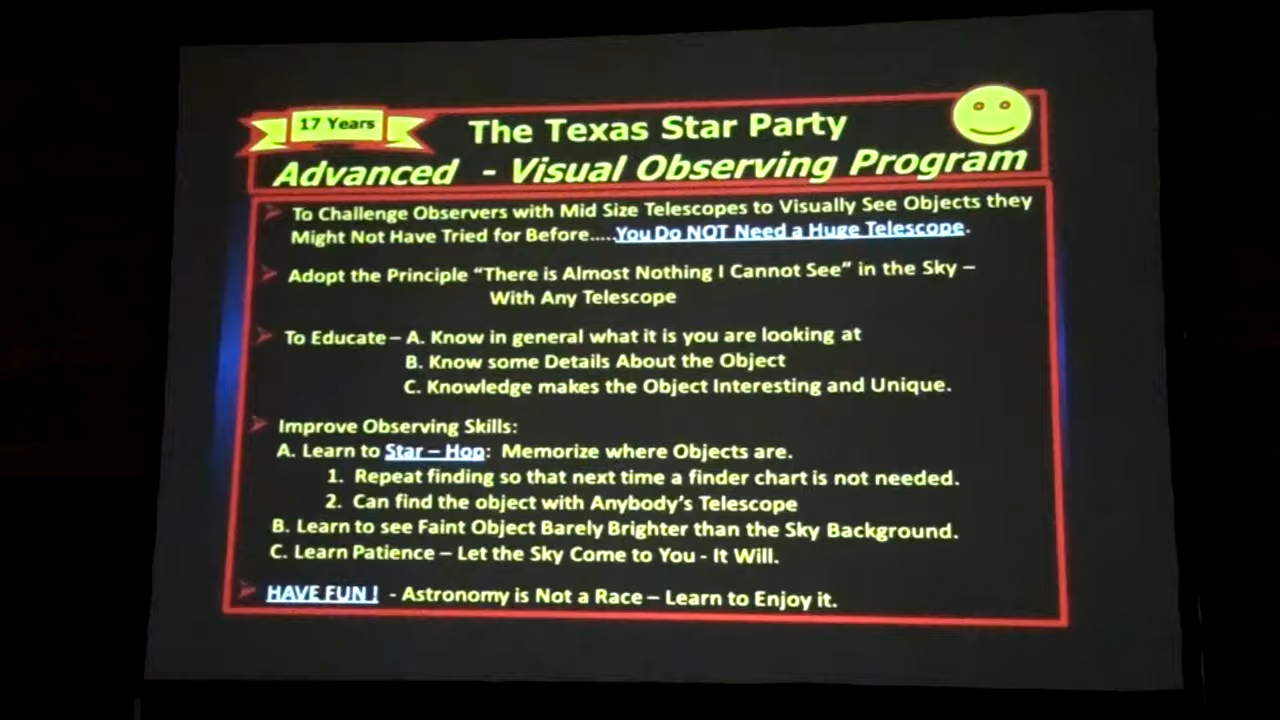 17 Years
The Texas Star Party
Advanced - Visual Observing Program
To Challenge Observers with Mid Size Telescopes to Visually See Objects they
Might Not Have Tried for Before.....You Do NOT Need a Huge Telescope.
Adopt the Principle “There is Almost Nothing I Cannot See” in the Sky –
With Any Telescope
To Educate – A. Know in general what it is you are looking at
B. Know some Details About the Object
C. Knowledge makes the Object Interesting and Unique.
Improve Observing Skills:
A. Learn to Star – Hop: Memorize where Objects are.
1. Repeat finding so that next time a finder chart is not needed.
2. Can find the object with Anybody’s Telescope
B. Learn to see Faint Object Barely Brighter than the Sky Background.
C. Learn Patience – Let the Sky Come to You - It Will.
HAVE FUN ! - Astronomy is Not a Race – Learn to Enjoy it.